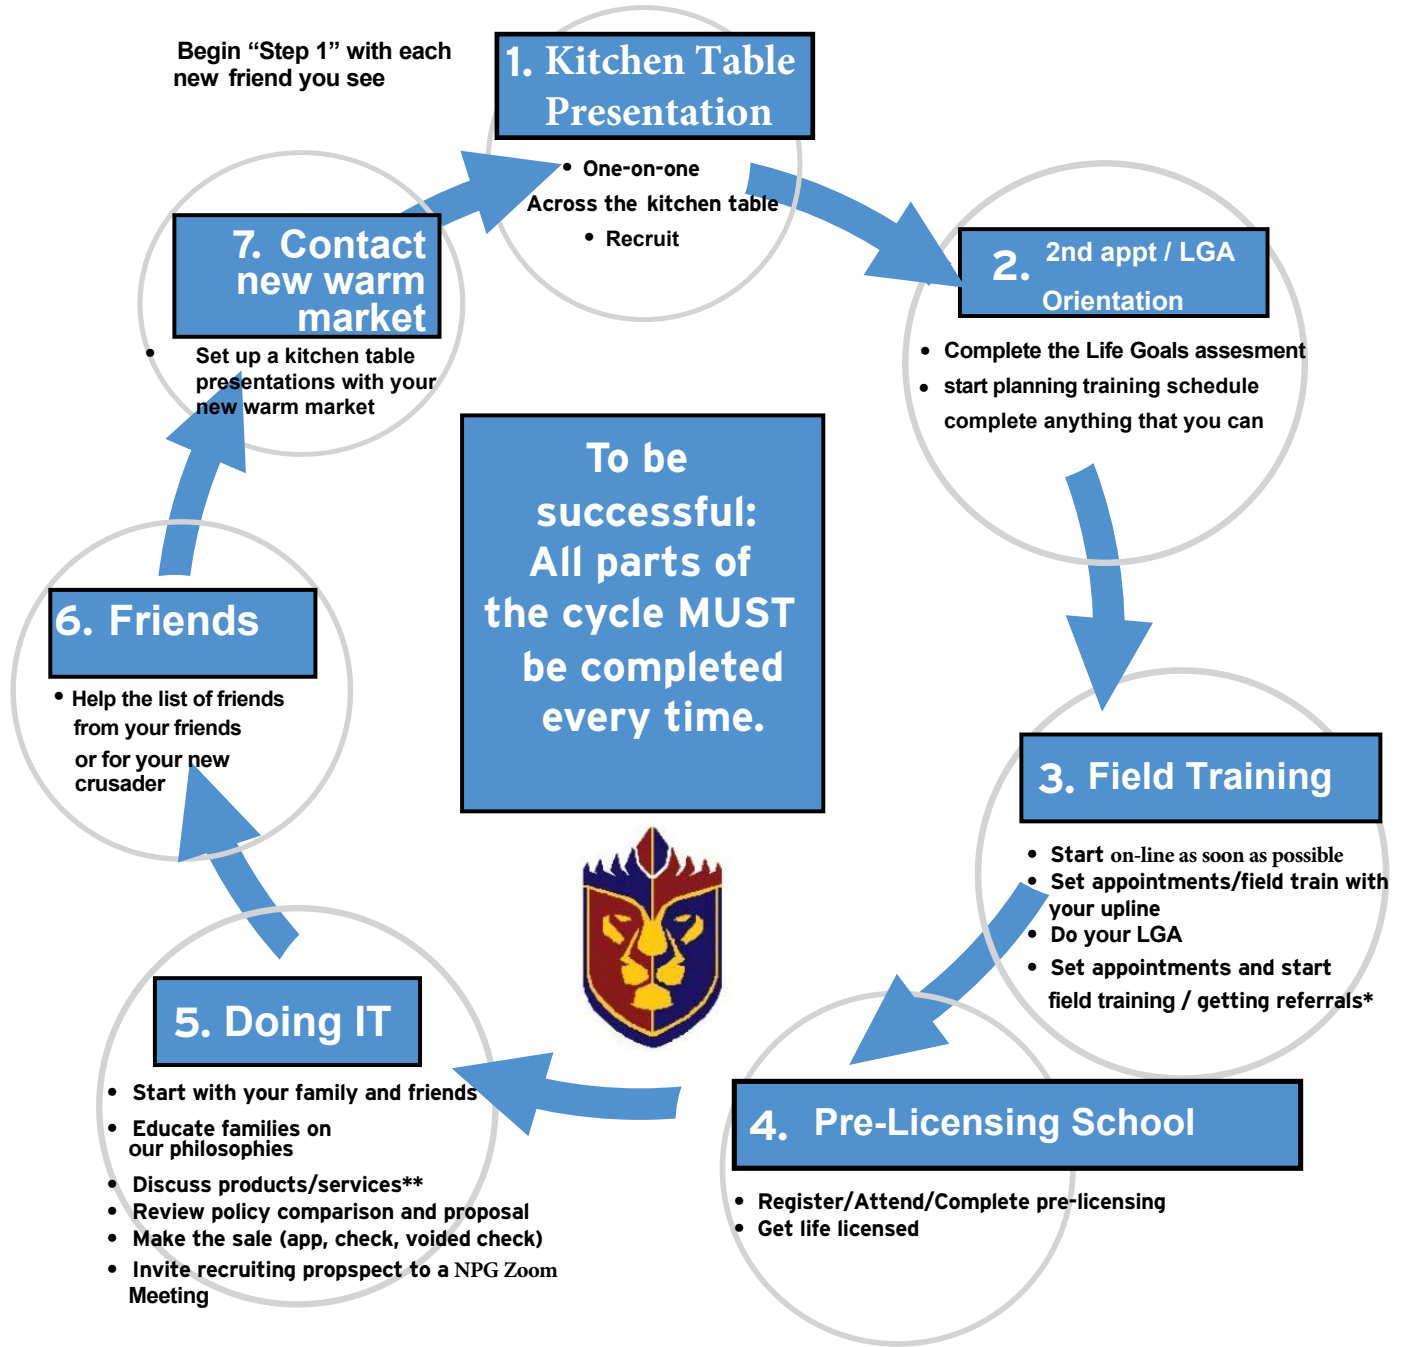 Begin “Step 1” with each
new friend you see
1. Kitchen Table
Presentation
• One-on-one
Across the kitchen table
• Recruit
2. 2nd appt / LGA
Orientation
• Complete the Life Goals assesment
• start planning training schedule
complete anything that you can
3. Field Training
• Start on-line as soon as possible
• Set appointments/field train with
your upline
• Do your LGA
• Set appointments and start
field training / getting referrals*
4. Pre-Licensing School
• Register/Attend/Complete pre-licensing
• Get life licensed
5. Doing IT
• Start with your family and friends
• Educate families on
our philosophies
• Discuss products/services**
• Review policy comparison and proposal
• Make the sale (app, check, voided check)
• Invite recruiting propspect to a NPG Zoom
Meeting
6. Friends
• Help the list of friends
from your friends
or for your new
crusader
7. Contact
new warm
market
• Set up a kitchen table
presentations with your
new warm market
To be
successful:
All parts of
the cycle MUST
be completed
every time.